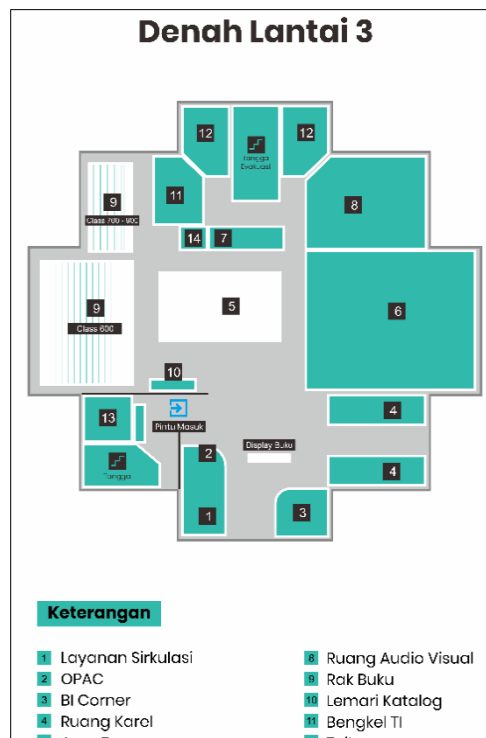 Denah Lantai 3
12
Tangga
Evakuasi
12
9
Class 700 - 900
11
8
14
7
9
Class 600
5
6
10
Pintu Masuk
13
Tangga
2
1
Display Buku
3
4
4
Keterangan
1 Layanan Sirkulasi
2 OPAC
3 BI Corner
4 Ruang Karel
8 Ruang Audio Visual
9 Rak Buku
10 Lemari Katalog
11 Bengkel TI